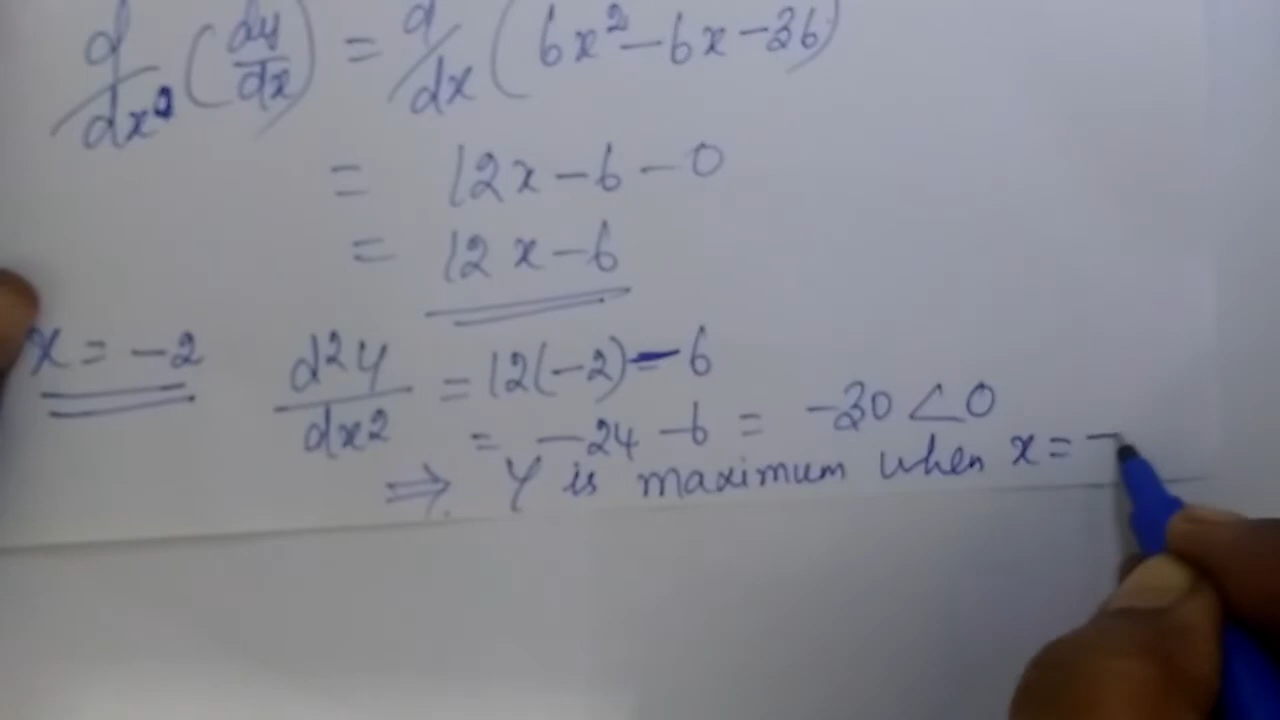 d/dx² (dy/dx) = d/dx (6x² - 6x - 36)
= 12x - 6 - 0
= 12x - 6
x = -2 d²y/dx² = 12(-2) - 6
= -24 - 6 = -30 < 0
⇒ Y is maximum when x = -